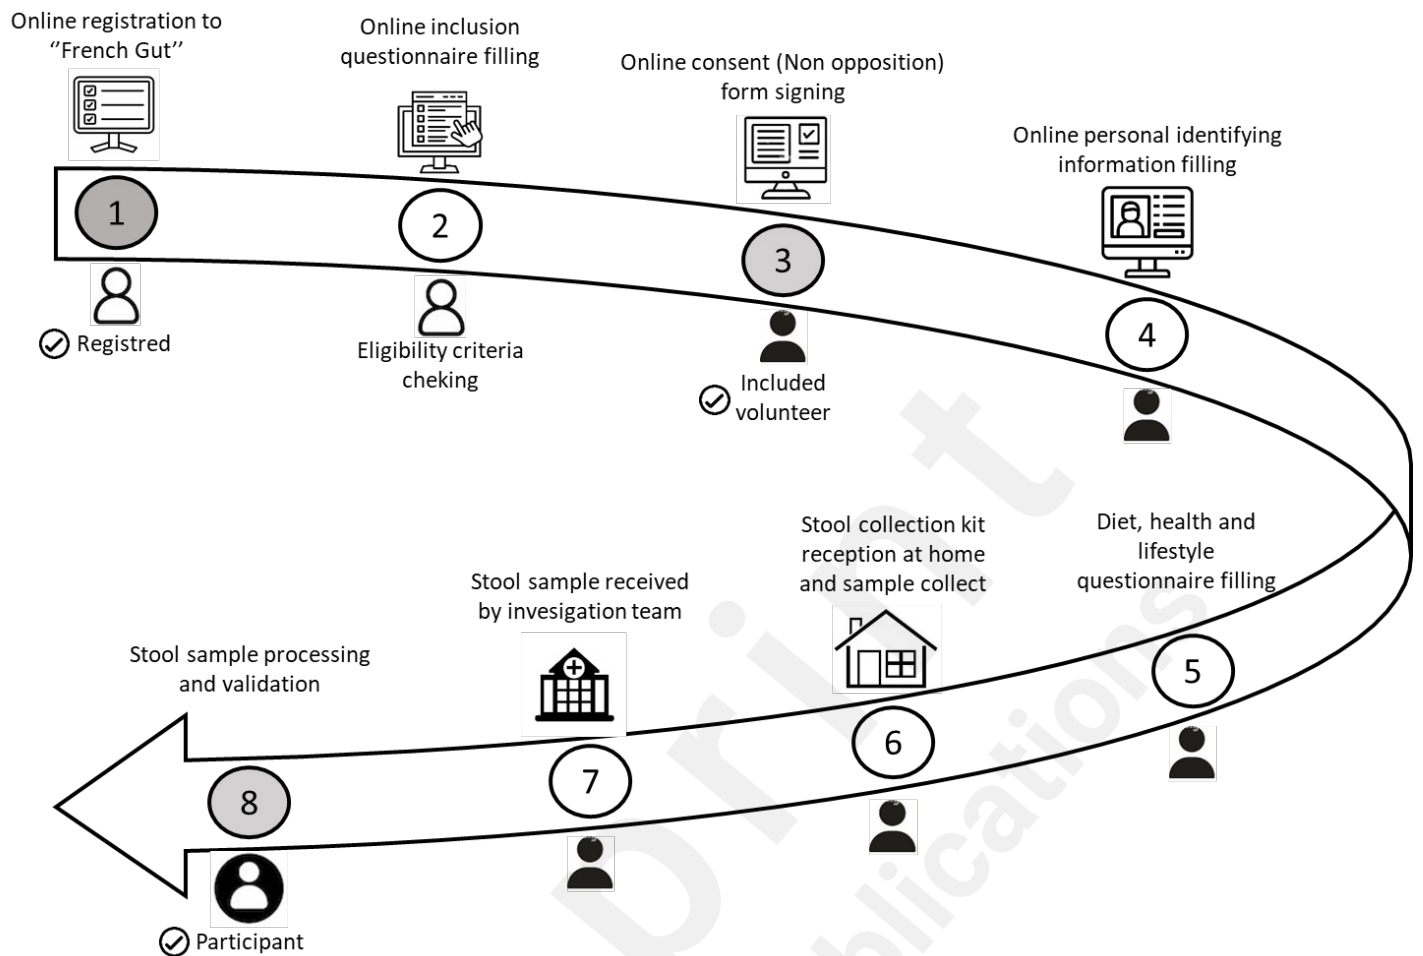 Online registration to
“French Gut”
Online inclusion
questionnaire filling
Online consent (Non opposition)
form signing
Online personal identifying
information filling
1
2
3
4
Registred
Eligibility criteria
cheking
Included
volunteer
Diet, health and
lifestyle
questionnaire filling
Stool collection kit
reception at home
and sample collect
Stool sample received
by invesigation team
Stool sample processing
and validation
5
6
7
8
Participant
print
blications